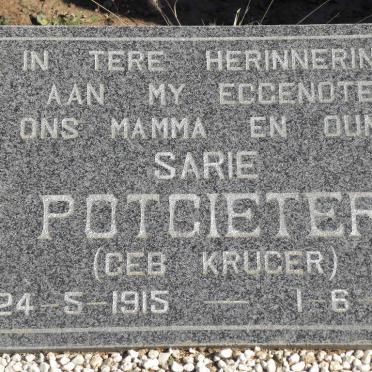 IN TERE HERINNERIN
AAN MY EGGENOTE
ONS MAMMA EN OUM
SARIE
POTGIETER
(GEB KRUGER)
24-5-1915 — 1-6-